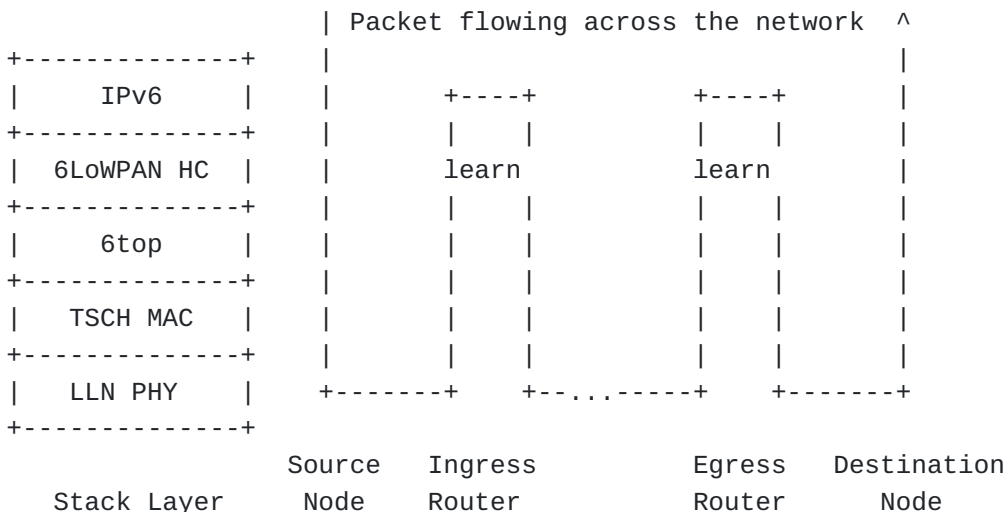 | Packet flowing across the network  ^
+--------------+     |                                    |
|     IPv6     |     |       +----+          +----+       |
+--------------+     |       |    |          |    |       |
|  6LoWPAN HC  |     |       learn           learn        |
+--------------+     |       |    |          |    |       |
|     6top     |     |       |    |          |    |       |
+--------------+     |       |    |          |    |       |
|   TSCH MAC   |     |       |    |          |    |       |
+--------------+     |       |    |          |    |       |
|   LLN PHY    |     +-------+    +--...-----+    +-------+
+--------------+
                  Source   Ingress          Egress   Destination
   Stack Layer     Node    Router           Router      Node